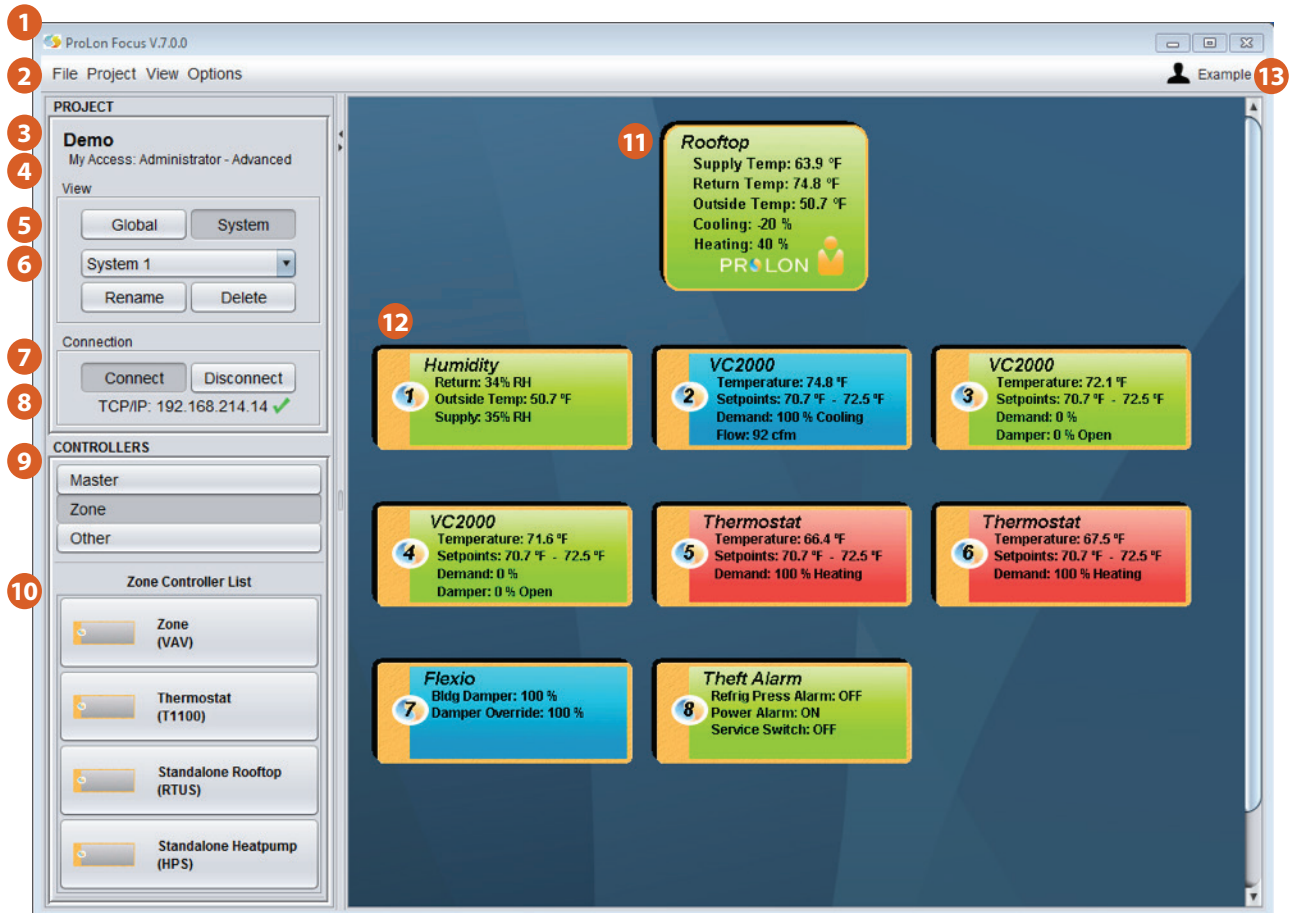 1
ProLon Focus V.7.0.0
2
File Project View Options
Example
13
PROJECT
3
Demo
My Access: Administrator - Advanced
4
View
5
Global System
6
System 1
Rename Delete
Connection
7
Connect Disconnect
8
TCP/IP: 192.168.214.14
CONTROLLERS
9
Master
Zone
Other
Zone Controller List
10
Zone
(VAV)
Thermostat
(T1100)
Standalone Rooftop
(RTUS)
Standalone Heatpump
(HPS)
11
Rooftop
Supply Temp: 63.9 °F
Return Temp: 74.8 °F
Outside Temp: 50.7 °F
Cooling: -20 %
Heating: 40 %
PROLON
12
1
Humidity
Return: 34% RH
Outside Temp: 50.7 °F
Supply: 35% RH
2
VC2000
Temperature: 74.8 °F
Setpoints: 70.7 °F - 72.5 °F
Demand: 100 % Cooling
Flow: 92 cfm
3
VC2000
Temperature: 72.1 °F
Setpoints: 70.7 °F - 72.5 °F
Demand: 0 %
Damper: 0 % Open
4
VC2000
Temperature: 71.6 °F
Setpoints: 70.7 °F - 72.5 °F
Demand: 0 %
Damper: 0 % Open
5
Thermostat
Temperature: 66.4 °F
Setpoints: 70.7 °F - 72.5 °F
Demand: 100 % Heating
6
Thermostat
Temperature: 67.5 °F
Setpoints: 70.7 °F - 72.5 °F
Demand: 100 % Heating
7
Flexio
Bldg Damper: 100 %
Damper Override: 100 %
8
Theft Alarm
Refrig Press Alarm: OFF
Power Alarm: ON
Service Switch: OFF